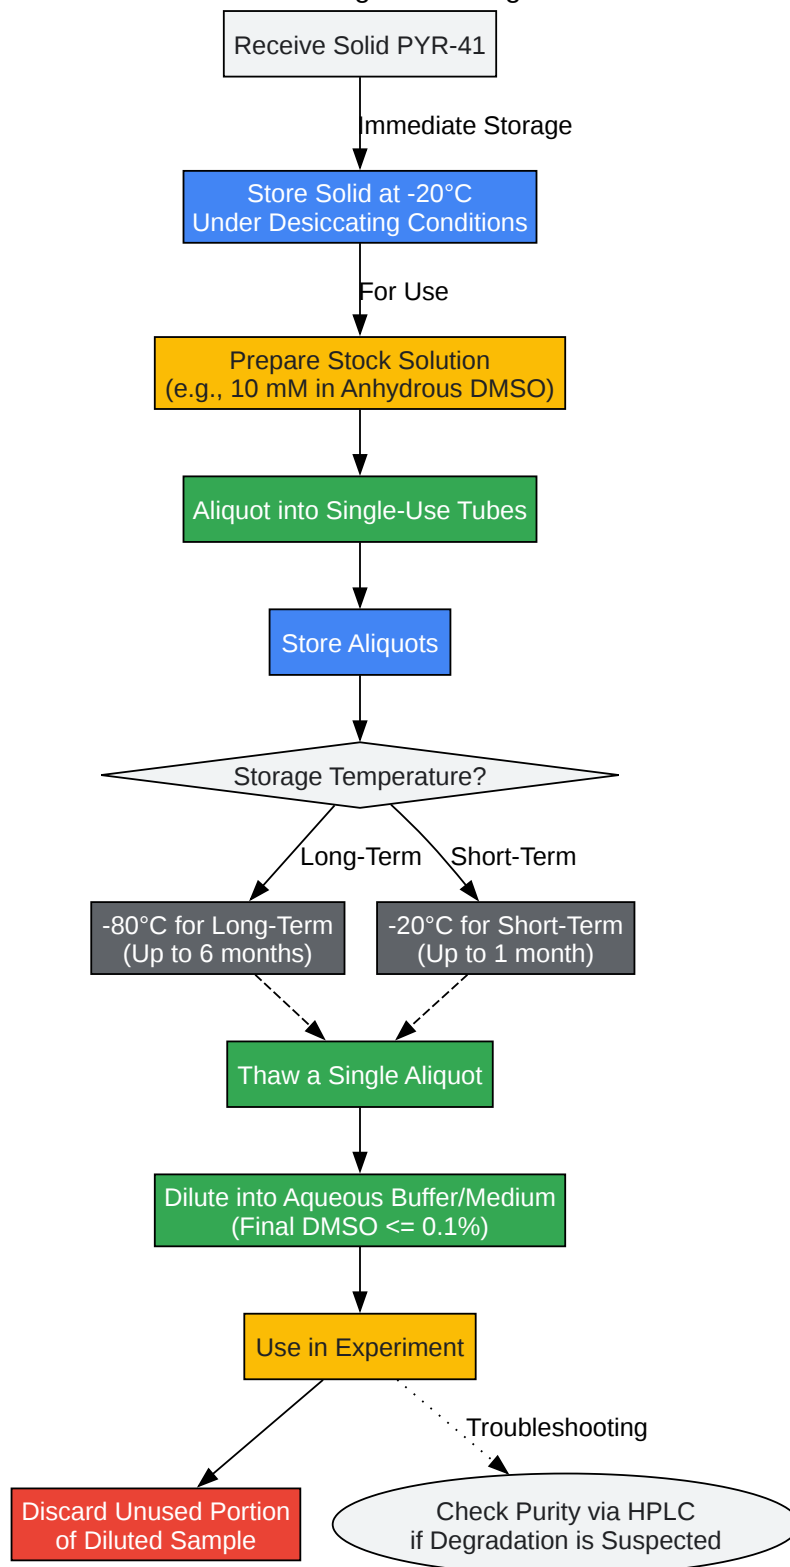 Receive Solid PYR-41
Immediate Storage
Store Solid at -20°C
Under Desiccating Conditions
For Use
Prepare Stock Solution
(e.g., 10 mM in Anhydrous DMSO)
Aliquot into Single-Use Tubes
Store Aliquots
Storage Temperature?
Long-Term
Short-Term
-80°C for Long-Term
(Up to 6 months)
-20°C for Short-Term
(Up to 1 month)
Thaw a Single Aliquot
Dilute into Aqueous Buffer/Medium
(Final DMSO <= 0.1%)
Use in Experiment
Troubleshooting
Discard Unused Portion
of Diluted Sample
Check Purity via HPLC
if Degradation is Suspected